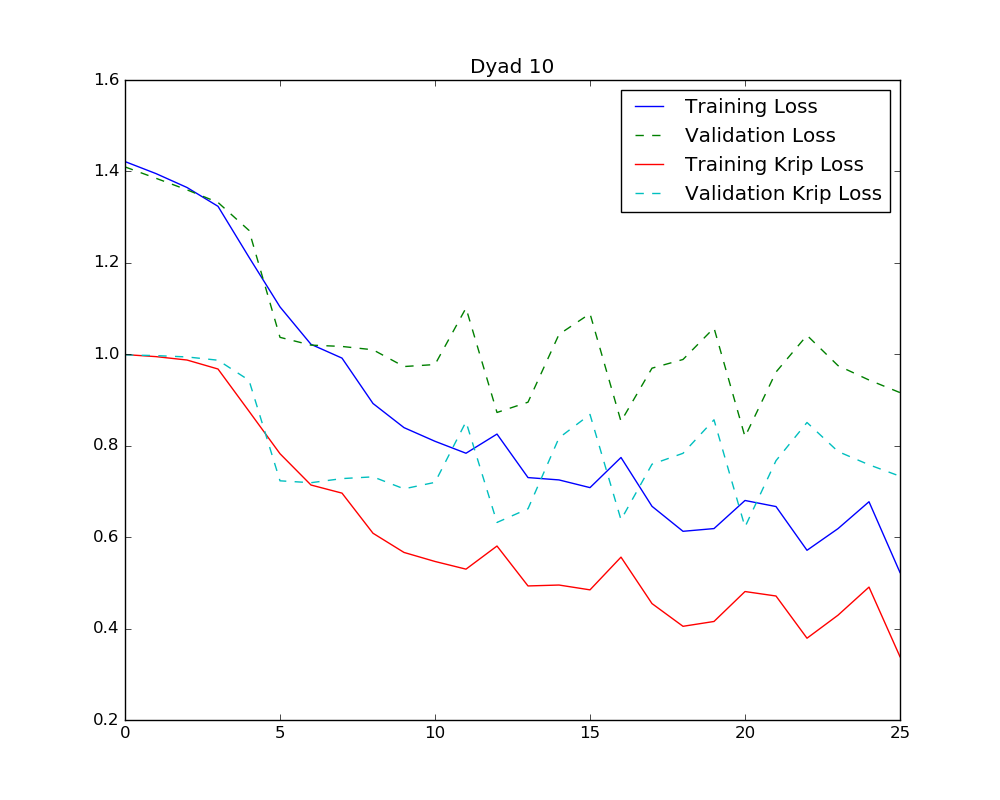 Dyad 10
1.6
1.4
1.2
1.0
0.8
0.6
0.4
0.2
Training Loss
Validation Loss
Training Krip Loss
Validation Krip Loss
0 5 10 15 20 25